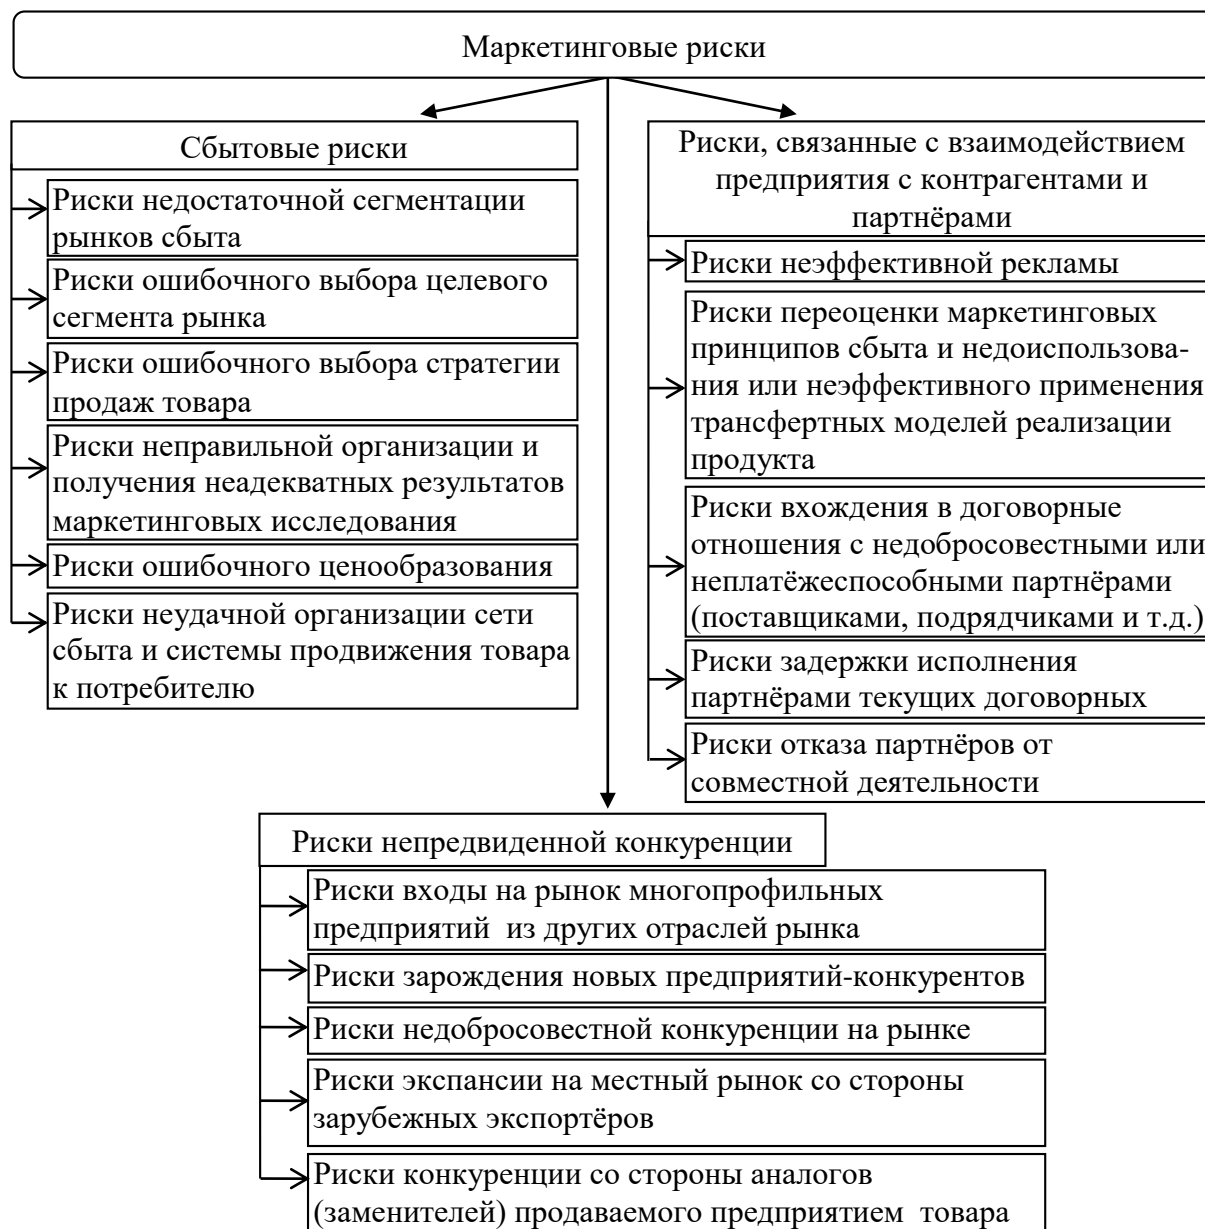 Маркетинговые риски
Сбытовые риски
Риски недостаточной сегментации
рынков сбыта
Риски ошибочного выбора целевого
сегмента рынка
Риски ошибочного выбора стратегии
продаж товара
Риски неправильной организации и
получения неадекватных результатов
маркетинговых исследования
Риски ошибочного ценообразования
Риски неудачной организации сети
сбыта и системы продвижения товара
к потребителю
Риски, связанные с взаимодействием
предприятия с контрагентами и
партнёрами
Риски неэффективной рекламы
Риски переоценки маркетинговых
принципов сбыта и недоиспользова-
ния или неэффективного применения
трансфертных моделей реализации
продукта
Риски вхождения в договорные
отношения с недобросовестными или
неплатёжеспособными партнёрами
(поставщиками, подрядчиками и т.д.)
Риски задержки исполнения
партнёрами текущих договорных
Риски отказа партнёров от
совместной деятельности
Риски непредвиденной конкуренции
Риски входы на рынок многопрофильных
предприятий из других отраслей рынка
Риски зарождения новых предприятий-конкурентов
Риски недобросовестной конкуренции на рынке
Риски экспансии на местный рынок со стороны
зарубежных экспортёров
Риски конкуренции со стороны аналогов
(заменителей) продаваемого предприятием товара